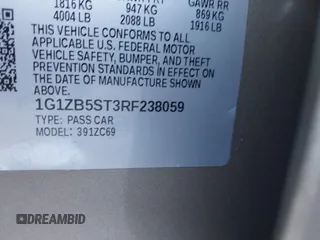 1816 KG 947 KG 869 KG
4004 LB 2088 LB 1916 LB
THIS VEHICLE CONFORMS TO ALL
APPLICABLE U.S. FEDERAL MOTOR
VEHICLE SAFETY, BUMPER, AND THEFT
PREVENTION STANDARDS IN EFFECT ON
THE DATE OF MANUFACTURE SHOWN
ABOVE.
1G1ZB5ST3RF238059
TYPE: PASS CAR
MODEL: 391ZC69
DREAMBID